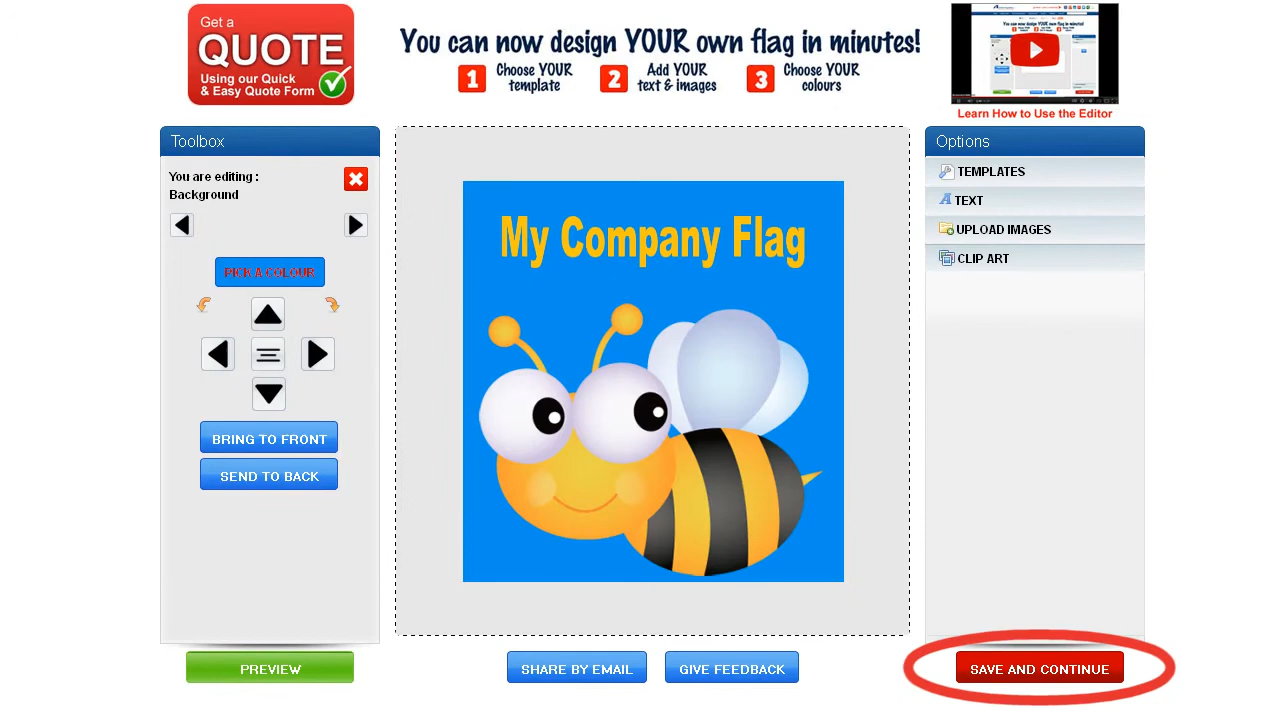 Get a
QUOTE
Using our Quick
& Easy Quote Form
You can now design YOUR own flag in minutes!
1 Choose YOUR
template
2 Add YOUR
text & images
3 Choose YOUR
colours
Learn How to Use the Editor
Toolbox
You are editing :
Background
PICK A COLOUR
BRING TO FRONT
SEND TO BACK
PREVIEW
My Company Flag
SHARE BY EMAIL
GIVE FEEDBACK
Options
TEMPLATES
TEXT
UPLOAD IMAGES
CLIP ART
SAVE AND CONTINUE